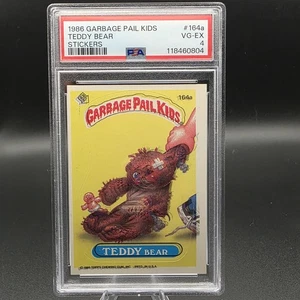 1986 GARBAGE PAIL KIDS #164a
TEDDY BEAR VG-EX
STICKERS PSA 4
118460804
164a
GARBAGE PAIL KIDS
TEDDY BEAR